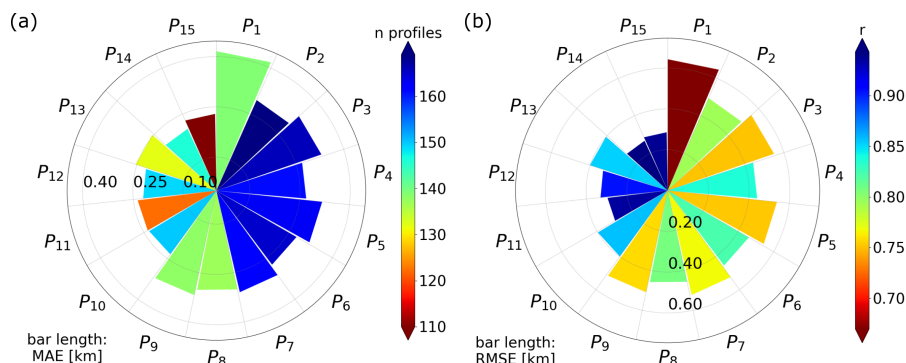 (a)
P1
P2
P3
P4
P5
P6
P7
P8
P9
P10
P11
P12
P13
P14
P15
0.40 0.25 0.10
bar length:
MAE [km]
n profiles
160
150
140
130
120
110
(b)
P1
P2
P3
P4
P5
P6
P7
P8
P9
P10
P11
P12
P13
P14
P15
0.20
0.40
0.60
bar length:
RMSE [km]
r
0.90
0.85
0.80
0.75
0.70